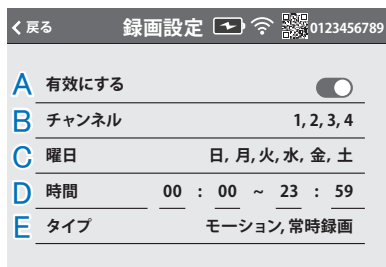 戻る 録画設定 0123456789
A 有効にする
B チャンネル 1, 2, 3, 4
C 曜日 日, 月, 火, 水, 金, 土
D 時間 00 : 00 ~ 23 : 59
E タイプ モーション, 常時録画